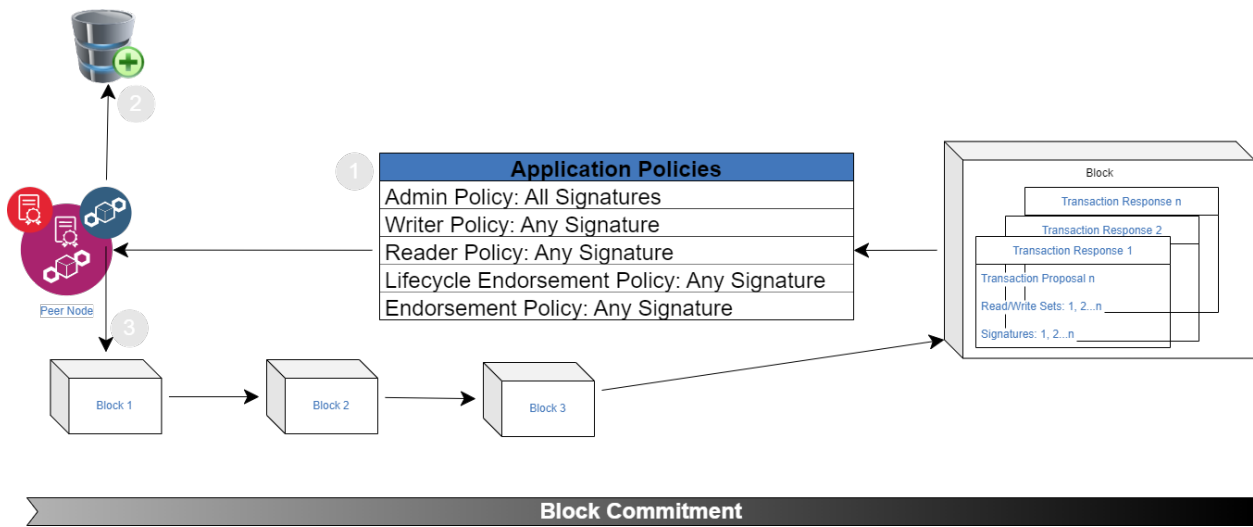 2
1
Application Policies
Admin Policy: All Signatures
Writer Policy: Any Signature
Reader Policy: Any Signature
Lifecycle Endorsement Policy: Any Signature
Endorsement Policy: Any Signature
Block
Transaction Response n
Transaction Response 2
Transaction Response 1
Transaction Proposal n
Read/Write Sets: 1, 2...n
Signatures: 1, 2...n
Peer Node
3
Block 1
Block 2
Block 3
Block Commitment